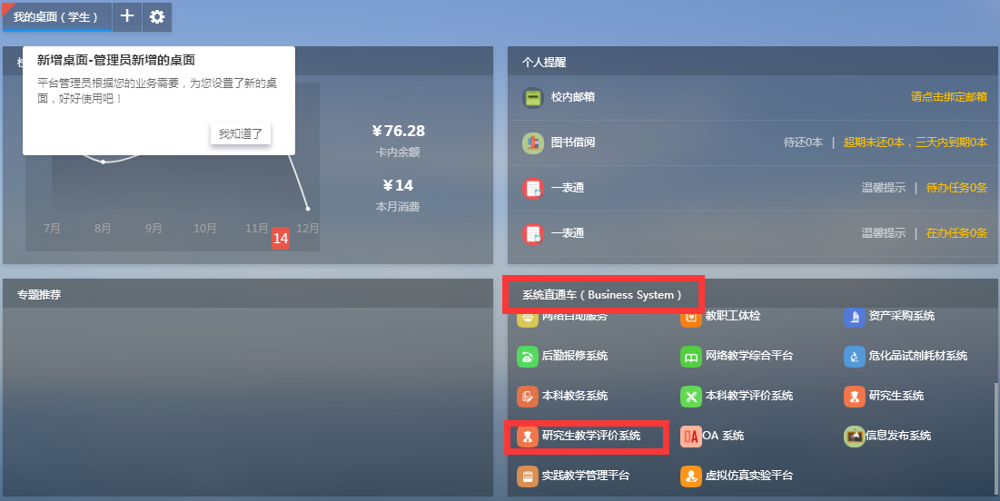 我的桌面（学生）
新增桌面-管理员新增的桌面
平台管理员根据您的业务需要，为您设置了新的桌
面，好好使用吧！
我知道了
¥76.28
卡内余额
¥14
本月消费
7月 8月 9月 10月 11月 12月
14
个人提醒
校内邮箱 请点击绑定邮箱
图书借阅 待还0本 | 超期未还0本，三天内到期0本
一表通 温馨提示 | 待办任务0条
一表通 温馨提示 | 在办任务0条
专题推荐
系统直通车（Business System）
网络自助服务 教职工体检 资产采购系统
后勤报修系统 网络教学综合平台 危化品试剂耗材系统
本科教务系统 本科教学评价系统 研究生系统
研究生教学评价系统 OA 系统 信息发布系统
实践教学管理平台 虚拟仿真实验平台